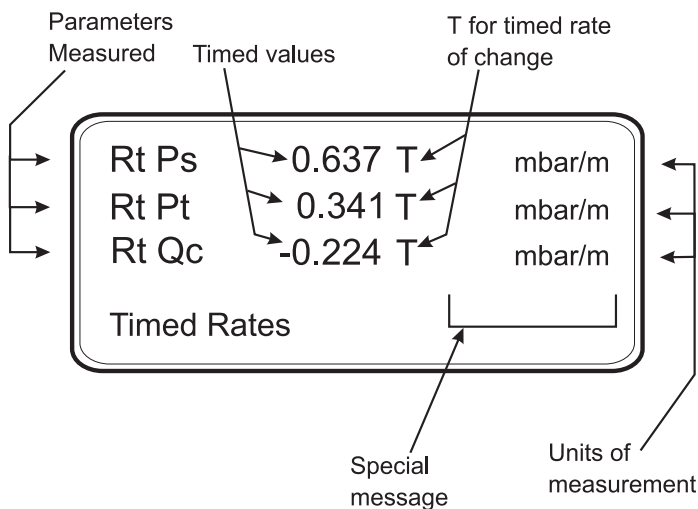 Parameters
Measured
Timed values
T for timed rate
of change
Rt Ps 0.637 T mbar/m
Rt Pt 0.341 T mbar/m
Rt Qc -0.224 T mbar/m
Timed Rates
Special
message
Units of
measurement